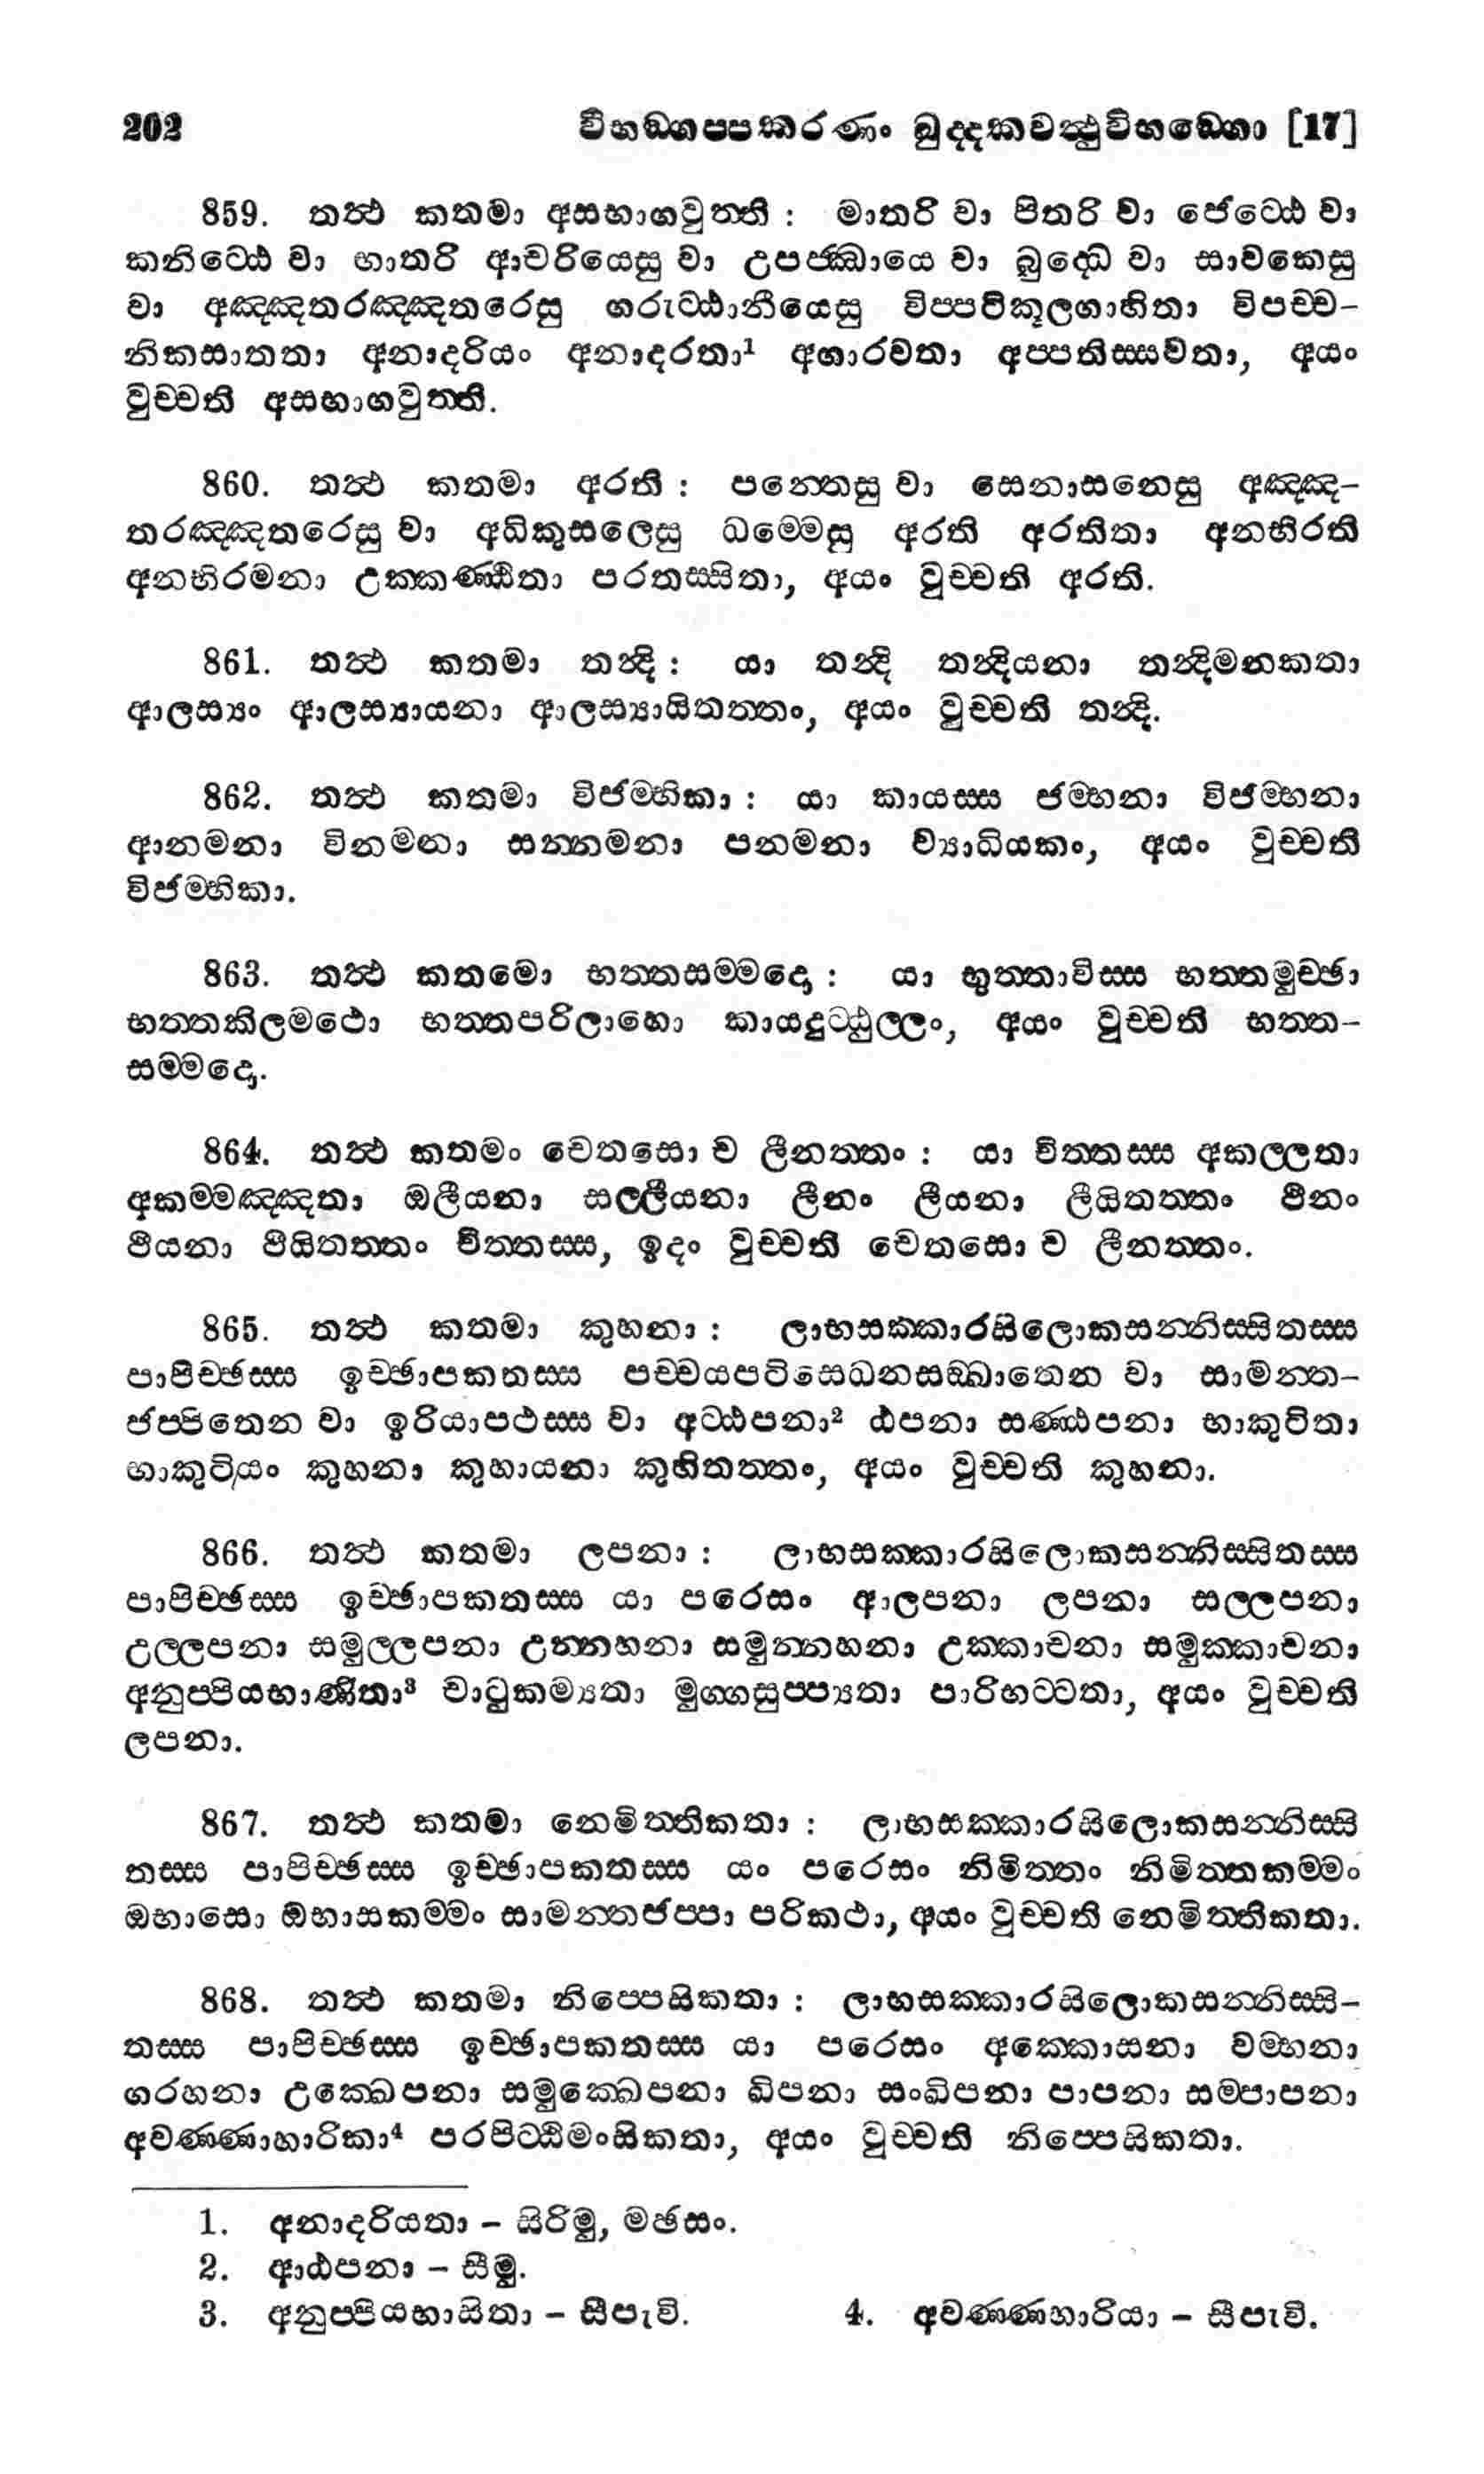 202 විභඞ්ගප්පකරණං ඛුද්දකවත්ථුවිභඞ්ගො [17]
859. තත්ථ කතමා අසභාගවුත්ති : මාතරි වා පිතරි වා ජෙට්ඨෙ වා
කනිට්ඨෙ වා භාතරි ආචරියෙසු වා උපජ්ඣායෙ වා බුද්ධෙ වා සාවකෙසු
වා අඤ්ඤතරඤ්ඤතරෙසු ගරුට්ඨානීයෙසු විප්පටිකූලගාහිතා විපච්ච-
නිකසාතතා අනාදරියං අනාදරතා¹ අගාරවතා අප්පතිස්සවතා, අයං
වුච්චති අසභාගවුත්ති.
860. තත්ථ කතමා අරති : පන්තෙසු වා සෙනාසනෙසු අඤ්ඤ-
තරඤ්ඤතරෙසු වා අධිකුසලෙසු ධම්මෙසු අරති අරතිතා අනභිරති
අනභිරමනා උක්කණ්ඨිතා පරිතස්සිතා, අයං වුච්චති අරති.
861. තත්ථ කතමා තන්දි : යා තන්දි තන්දියනා තන්දිමනකතා
ආලස්‍යං ආලස්‍යායනා ආලස්‍යායිතත්තං, අයං වුච්චති තන්දි.
862. තත්ථ කතමා විජම්භිකා : යා කායස්ස ජම්භනා විජම්භනා
ආනමනා විනමනා සන්නමනා පනමනා ව්‍යාධියකං, අයං වුච්චති
විජම්භිකා.
863. තත්ථ කතමො භත්තසම්මදො : යා භුත්තාවිස්ස භත්තමුච්ඡා
භත්තකිලමථො භත්තපරිලාහො කායදුට්ඨුල්ලං, අයං වුච්චති භත්ත-
සම්මදො.
864. තත්ථ කතමං චෙතසො ච ලීනත්තං : යා චිත්තස්ස අකල්ලතා
අකම්මඤ්ඤතා ඔලීයනා සල්ලීයනා ලීනං ලීයනා ලීයිතත්තං ථිනං
ථීයනා ථීයිතත්තං චිත්තස්ස, ඉදං වුච්චති චෙතසො ච ලීනත්තං.
865. තත්ථ කතමා කුහනා : ලාභසක්කාරසිලොකසන්නිස්සිතස්ස
පාපිච්ඡස්ස ඉච්ඡාපකතස්ස පච්චයපටිසෙධනසඞ්ඛාතෙන වා සාමන්ත-
ජප්පිතෙන වා ඉරියාපථස්ස වා අට්ඨපනා² ඨපනා සණ්ඨපනා භාකුටිතා
භාකුටියං කුහනා කුහායනා කුහිතත්තං, අයං වුච්චති කුහනා.
866. තත්ථ කතමා ලපනා : ලාභසක්කාරසිලොකසන්නිස්සිතස්ස
පාපිච්ඡස්ස ඉච්ඡාපකතස්ස යා පරෙසං ආලපනා ලපනා සල්ලපනා
උල්ලපනා සමුල්ලපනා උන්නහනා සමුන්නහනා උක්කාචනා සමුක්කාචනා
අනුප්පියභාණිතා³ චාටුකම්‍යතා මුග්ගසුප්ප්‍යතා පාරිභට්ටතා, අයං වුච්චති
ලපනා.
867. තත්ථ කතමා නෙමිත්තිකතා : ලාභසක්කාරසිලොකසන්නිස්සි
තස්ස පාපිච්ඡස්ස ඉච්ඡාපකතස්ස යං පරෙසං නිමිත්තං නිමිත්තකම්මං
ඔභාසො ඔභාසකම්මං සාමන්තජප්පා පරිකථා, අයං වුච්චති නෙමිත්තිකතා.
868. තත්ථ කතමා නිප්පෙසිකතා : ලාභසක්කාරසිලොකසන්නිස්සි-
තස්ස පාපිච්ඡස්ස ඉච්ඡාපකතස්ස යා පරෙසං අක්කොසනා වම්භනා
ගරහනා උක්ඛෙපනා සමුක්ඛෙපනා ඛිපනා සංඛිපනා පාපනා සම්පාපනා
අවණ්ණාහාරිකා⁴ පරපිට්ඨිමංසිකතා, අයං වුච්චති නිප්පෙසිකතා.
1. අනාදරියතා – සිරිමු, මඡසං.
2. ආඨපනා – සීමු.
3. අනුප්පියභාසිතා – සීපැවි. 4. අවණ්ණහාරියා – සීපැවි.